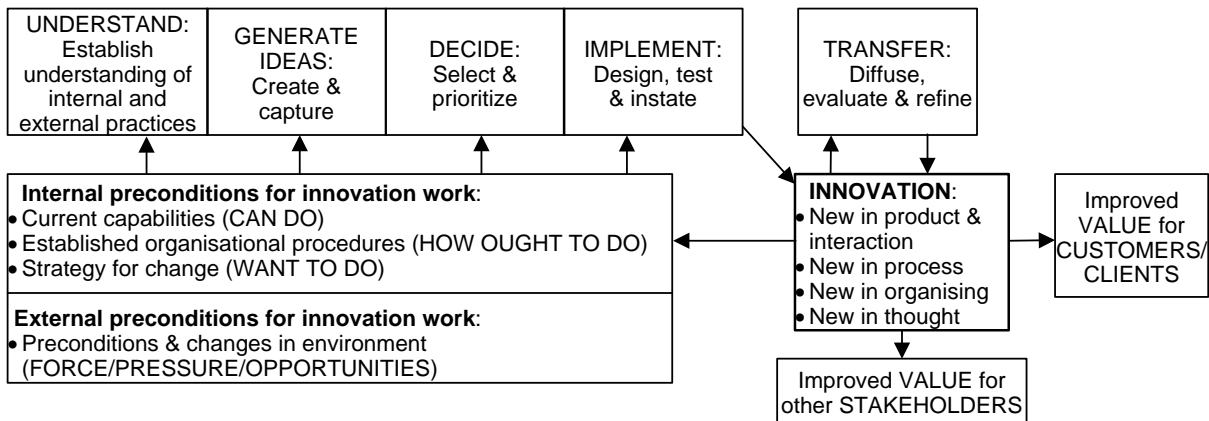 UNDERSTAND:
Establish
understanding of
internal and
external practices
GENERATE
IDEAS:
Create &
capture
DECIDE:
Select &
prioritize
IMPLEMENT:
Design, test
& instate
TRANSFER:
Diffuse,
evaluate & refine
Internal preconditions for innovation work:
• Current capabilities (CAN DO)
• Established organisational procedures (HOW OUGHT TO DO)
• Strategy for change (WANT TO DO)
External preconditions for innovation work:
• Preconditions & changes in environment
(FORCE/PRESSURE/OPPORTUNITIES)
INNOVATION:
• New in product &
interaction
• New in process
• New in organising
• New in thought
Improved
VALUE for
CUSTOMERS/
CLIENTS
Improved VALUE for
other STAKEHOLDERS